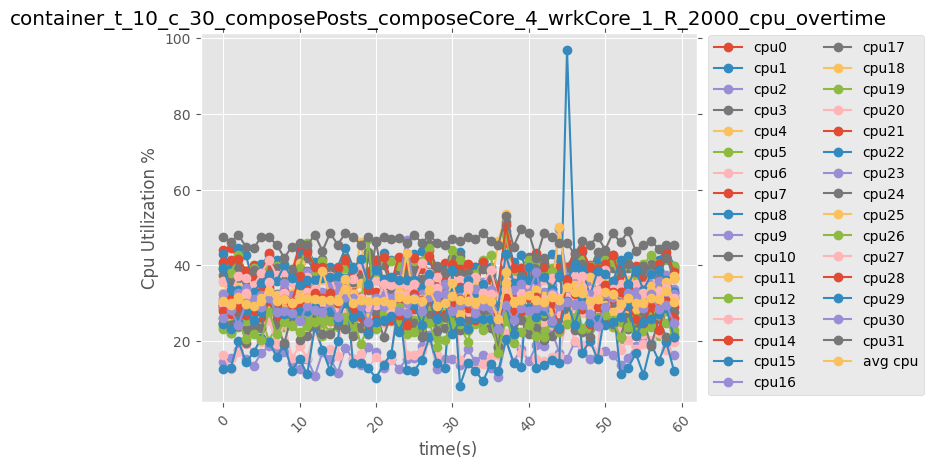 container_t_10_c_30_composePosts_composeCore_4_wrkCore_1_R_2000_cpu_overtime
100
80
60
40
20
Cpu Utilization %
0
10
20
30
40
50
60
time(s)
cpu0
cpu1
cpu2
cpu3
cpu4
cpu5
cpu6
cpu7
cpu8
cpu9
cpu10
cpu11
cpu12
cpu13
cpu14
cpu15
cpu16
cpu17
cpu18
cpu19
cpu20
cpu21
cpu22
cpu23
cpu24
cpu25
cpu26
cpu27
cpu28
cpu29
cpu30
cpu31
avg cpu